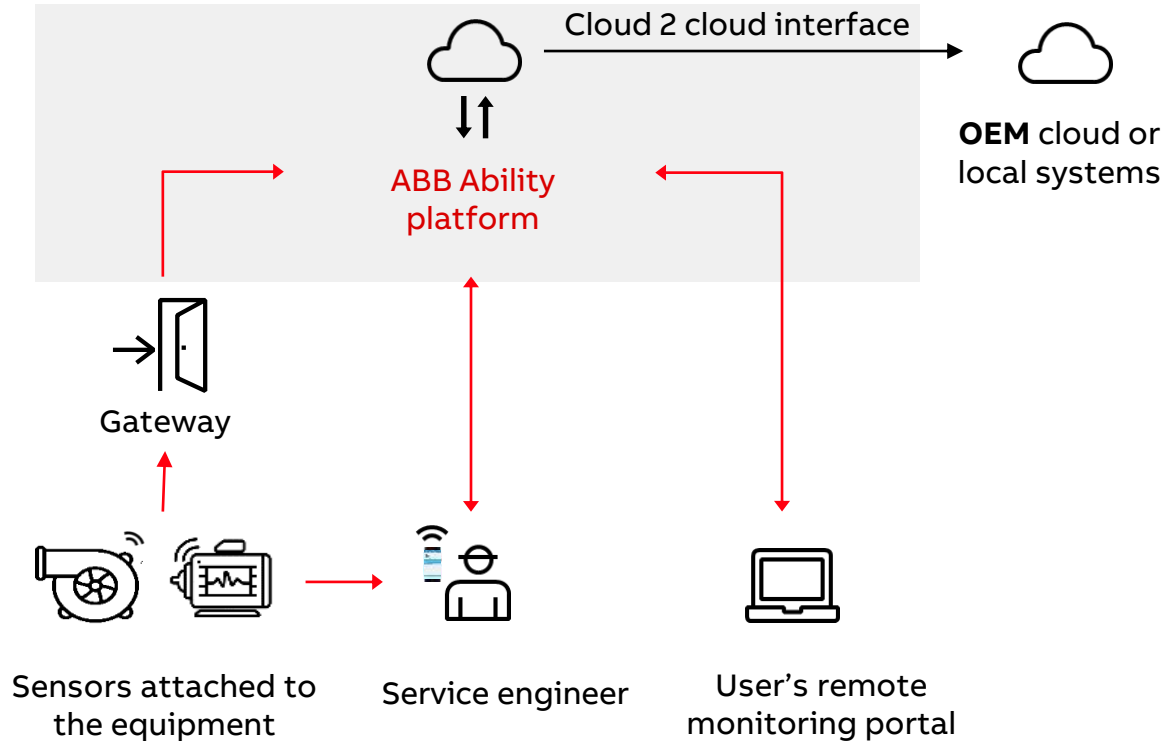 Cloud 2 cloud interface
OEM cloud or
local systems
ABB Ability
platform
Gateway
Sensors attached to
the equipment
Service engineer
User’s remote
monitoring portal